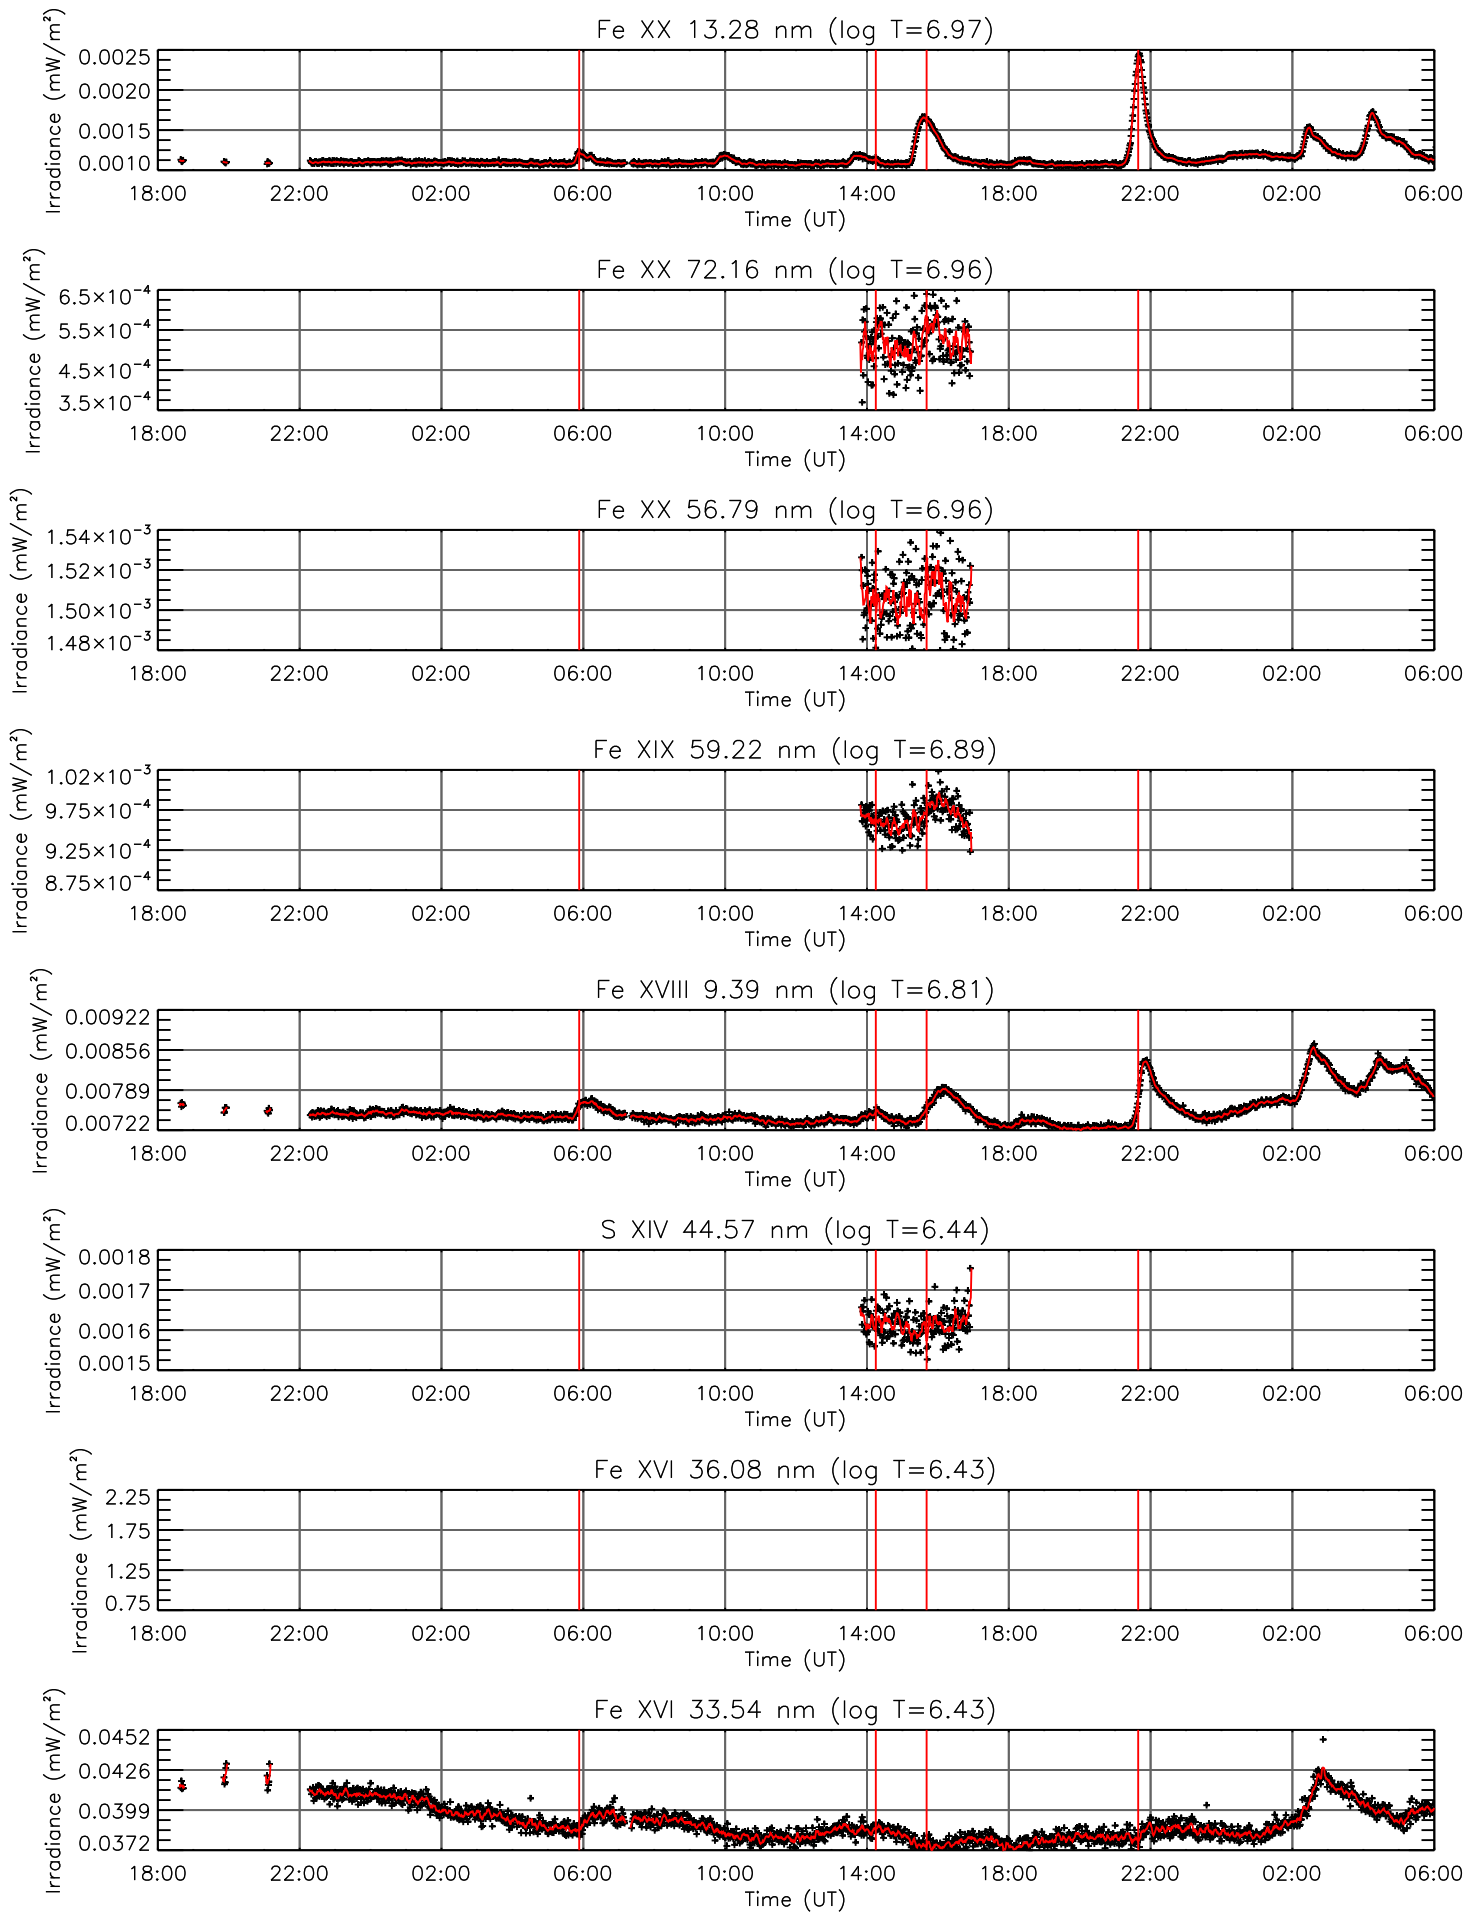 Fe XX 13.28 nm (log T=6.97)
Irradiance (mW/m²)
0.0025
0.0020
0.0015
0.0010
18:00 22:00 02:00 06:00 10:00 14:00 18:00 22:00 02:00 06:00
Time (UT)
Fe XX 72.16 nm (log T=6.96)
Irradiance (mW/m²)
6.5×10⁻⁴
5.5×10⁻⁴
4.5×10⁻⁴
3.5×10⁻⁴
18:00 22:00 02:00 06:00 10:00 14:00 18:00 22:00 02:00 06:00
Time (UT)
Fe XX 56.79 nm (log T=6.96)
Irradiance (mW/m²)
1.54×10⁻³
1.52×10⁻³
1.50×10⁻³
1.48×10⁻³
18:00 22:00 02:00 06:00 10:00 14:00 18:00 22:00 02:00 06:00
Time (UT)
Fe XIX 59.22 nm (log T=6.89)
Irradiance (mW/m²)
1.02×10⁻³
9.75×10⁻⁴
9.25×10⁻⁴
8.75×10⁻⁴
18:00 22:00 02:00 06:00 10:00 14:00 18:00 22:00 02:00 06:00
Time (UT)
Fe XVIII 9.39 nm (log T=6.81)
Irradiance (mW/m²)
0.00922
0.00856
0.00789
0.00722
18:00 22:00 02:00 06:00 10:00 14:00 18:00 22:00 02:00 06:00
Time (UT)
S XIV 44.57 nm (log T=6.44)
Irradiance (mW/m²)
0.0018
0.0017
0.0016
0.0015
18:00 22:00 02:00 06:00 10:00 14:00 18:00 22:00 02:00 06:00
Time (UT)
Fe XVI 36.08 nm (log T=6.43)
Irradiance (mW/m²)
2.25
1.75
1.25
0.75
18:00 22:00 02:00 06:00 10:00 14:00 18:00 22:00 02:00 06:00
Time (UT)
Fe XVI 33.54 nm (log T=6.43)
Irradiance (mW/m²)
0.0452
0.0426
0.0399
0.0372
18:00 22:00 02:00 06:00 10:00 14:00 18:00 22:00 02:00 06:00
Time (UT)